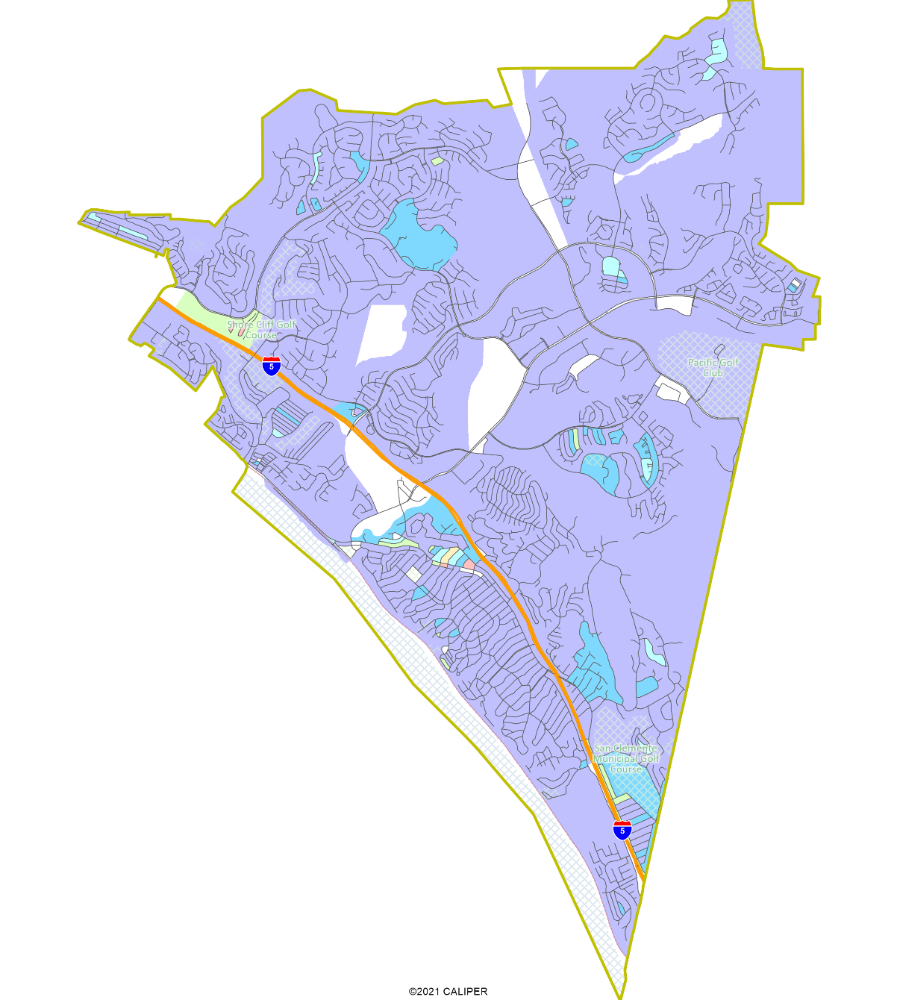 Shore Cliff Golf
Course
5
Pacific Golf
Club
San Clemente
Municipal Golf
Course
5
©2021 CALIPER